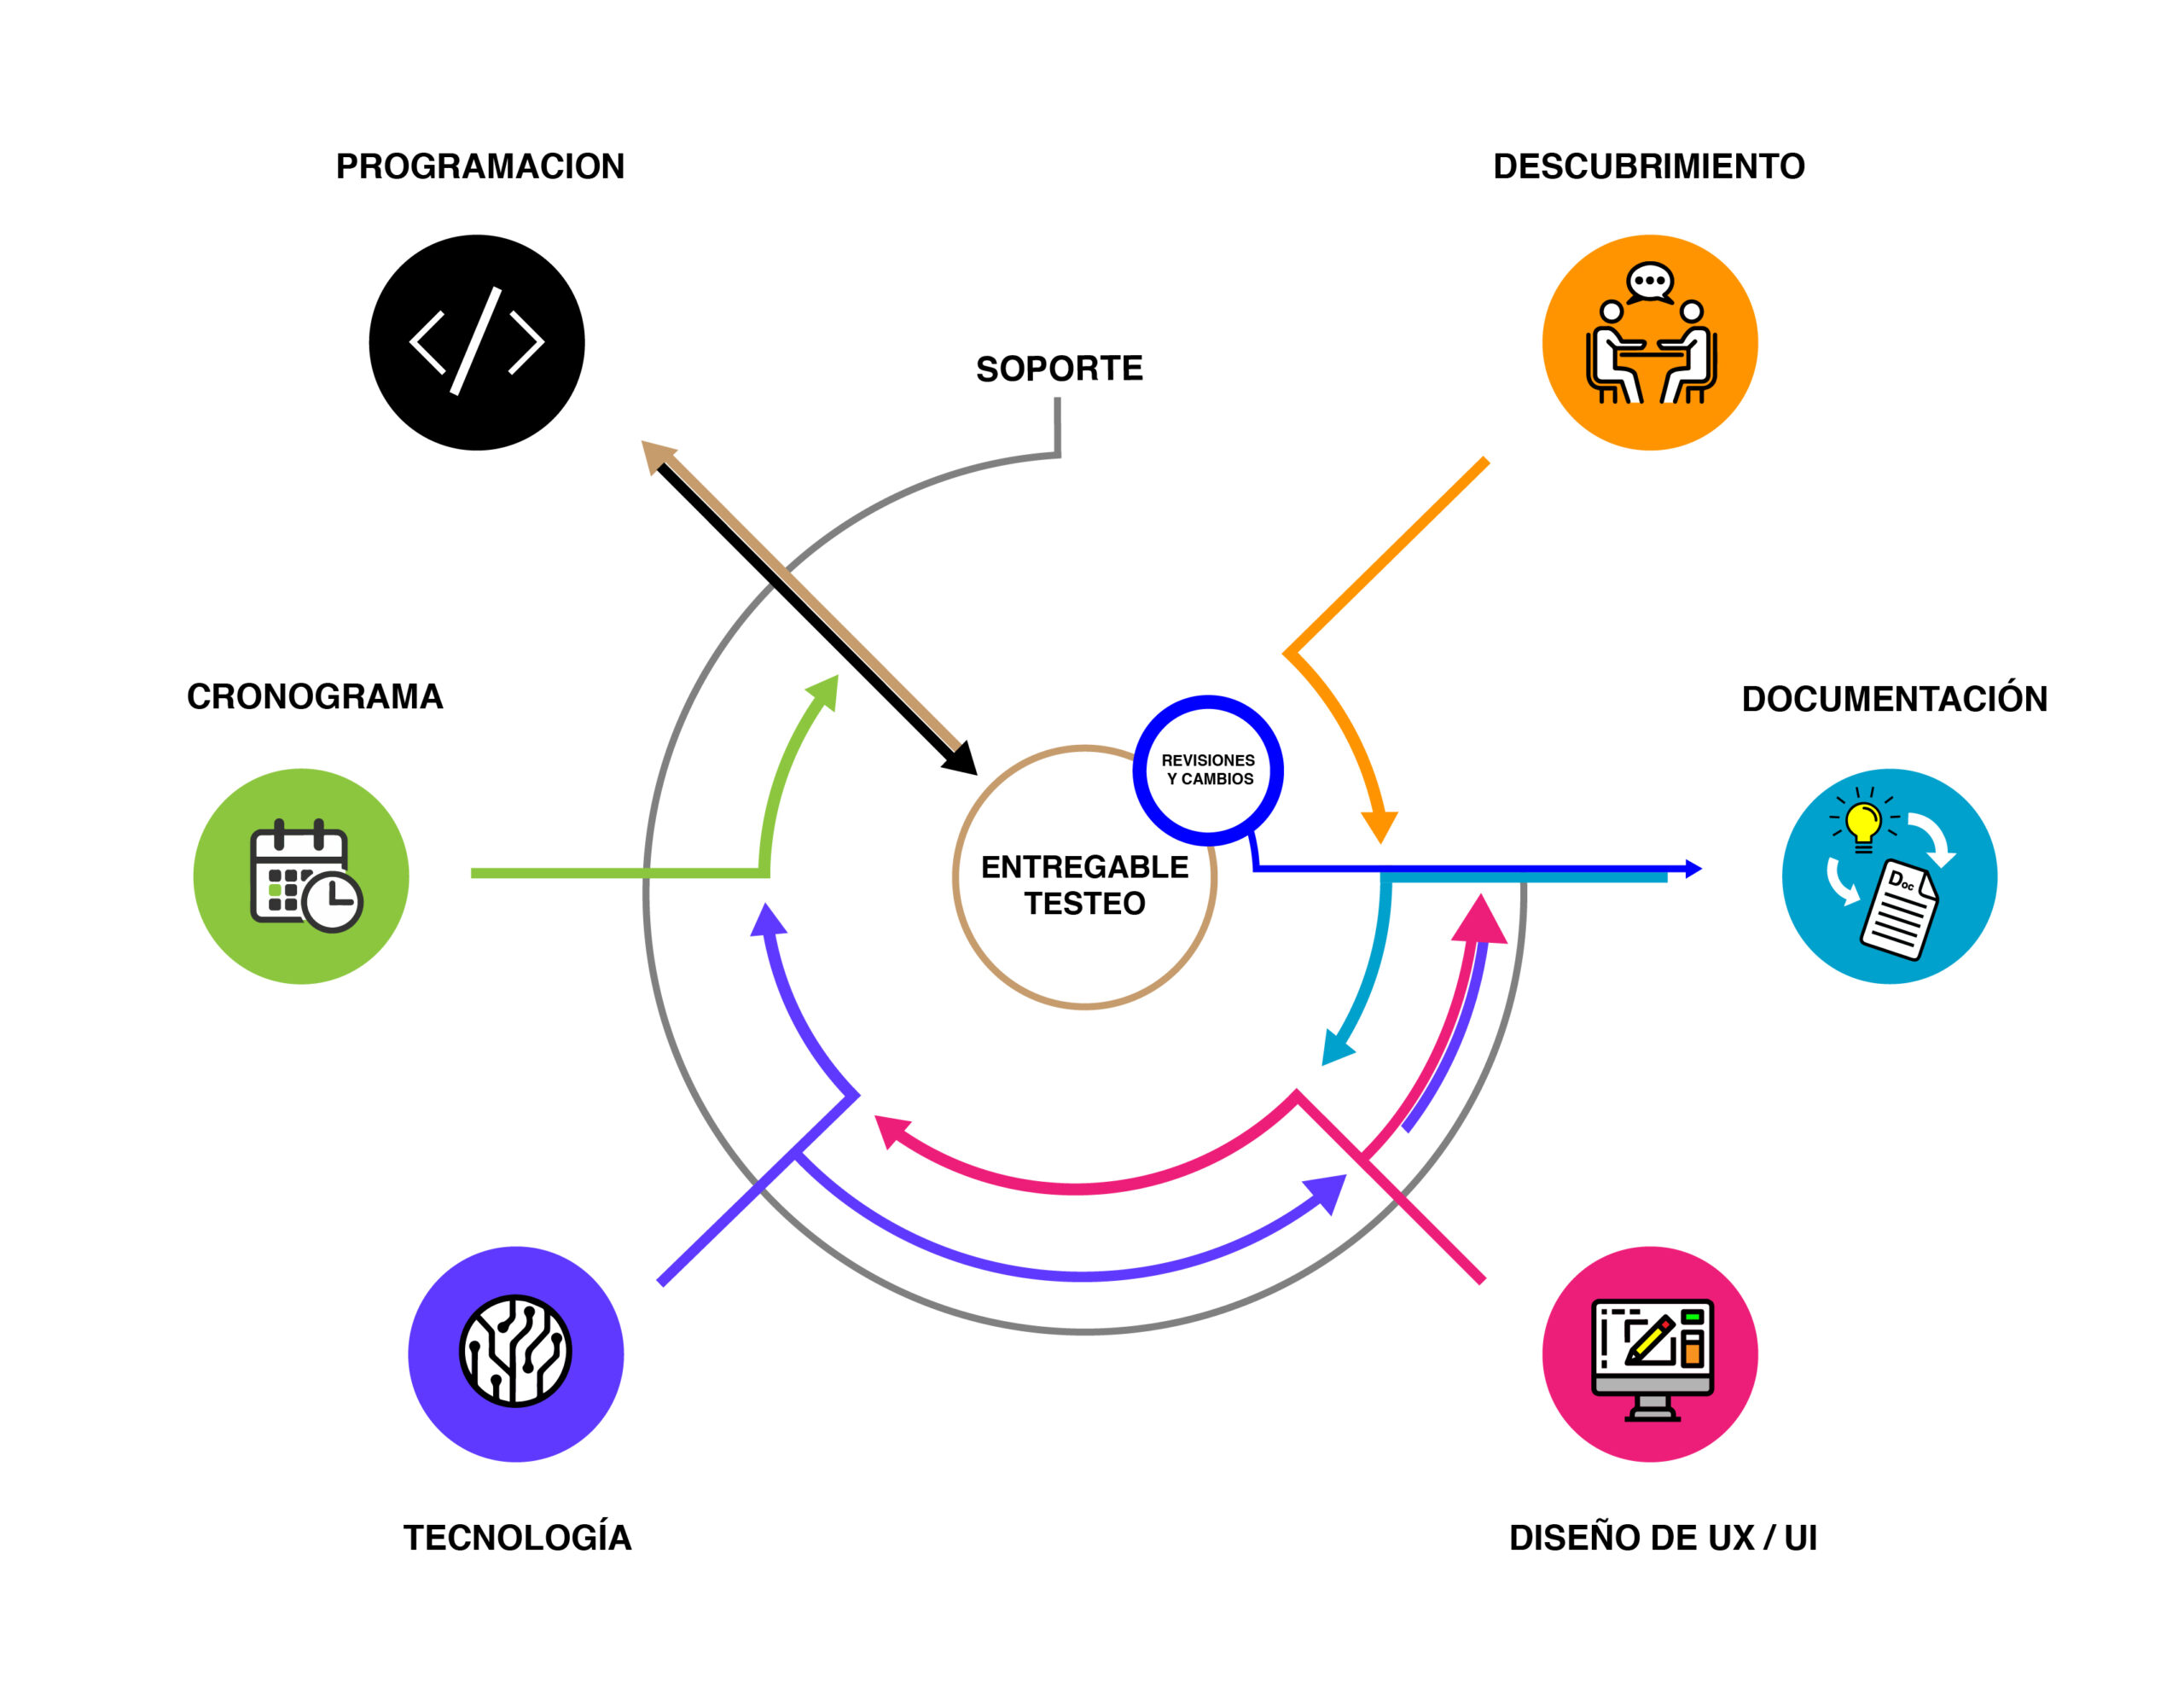 PROGRAMACION
DESCUBRIMIENTO
SOPORTE
CRONOGRAMA
DOCUMENTACIÓN
REVISIONES
Y CAMBIOS
ENTREGABLE
TESTEO
Doc
TECNOLOGÍA
DISEÑO DE UX / UI